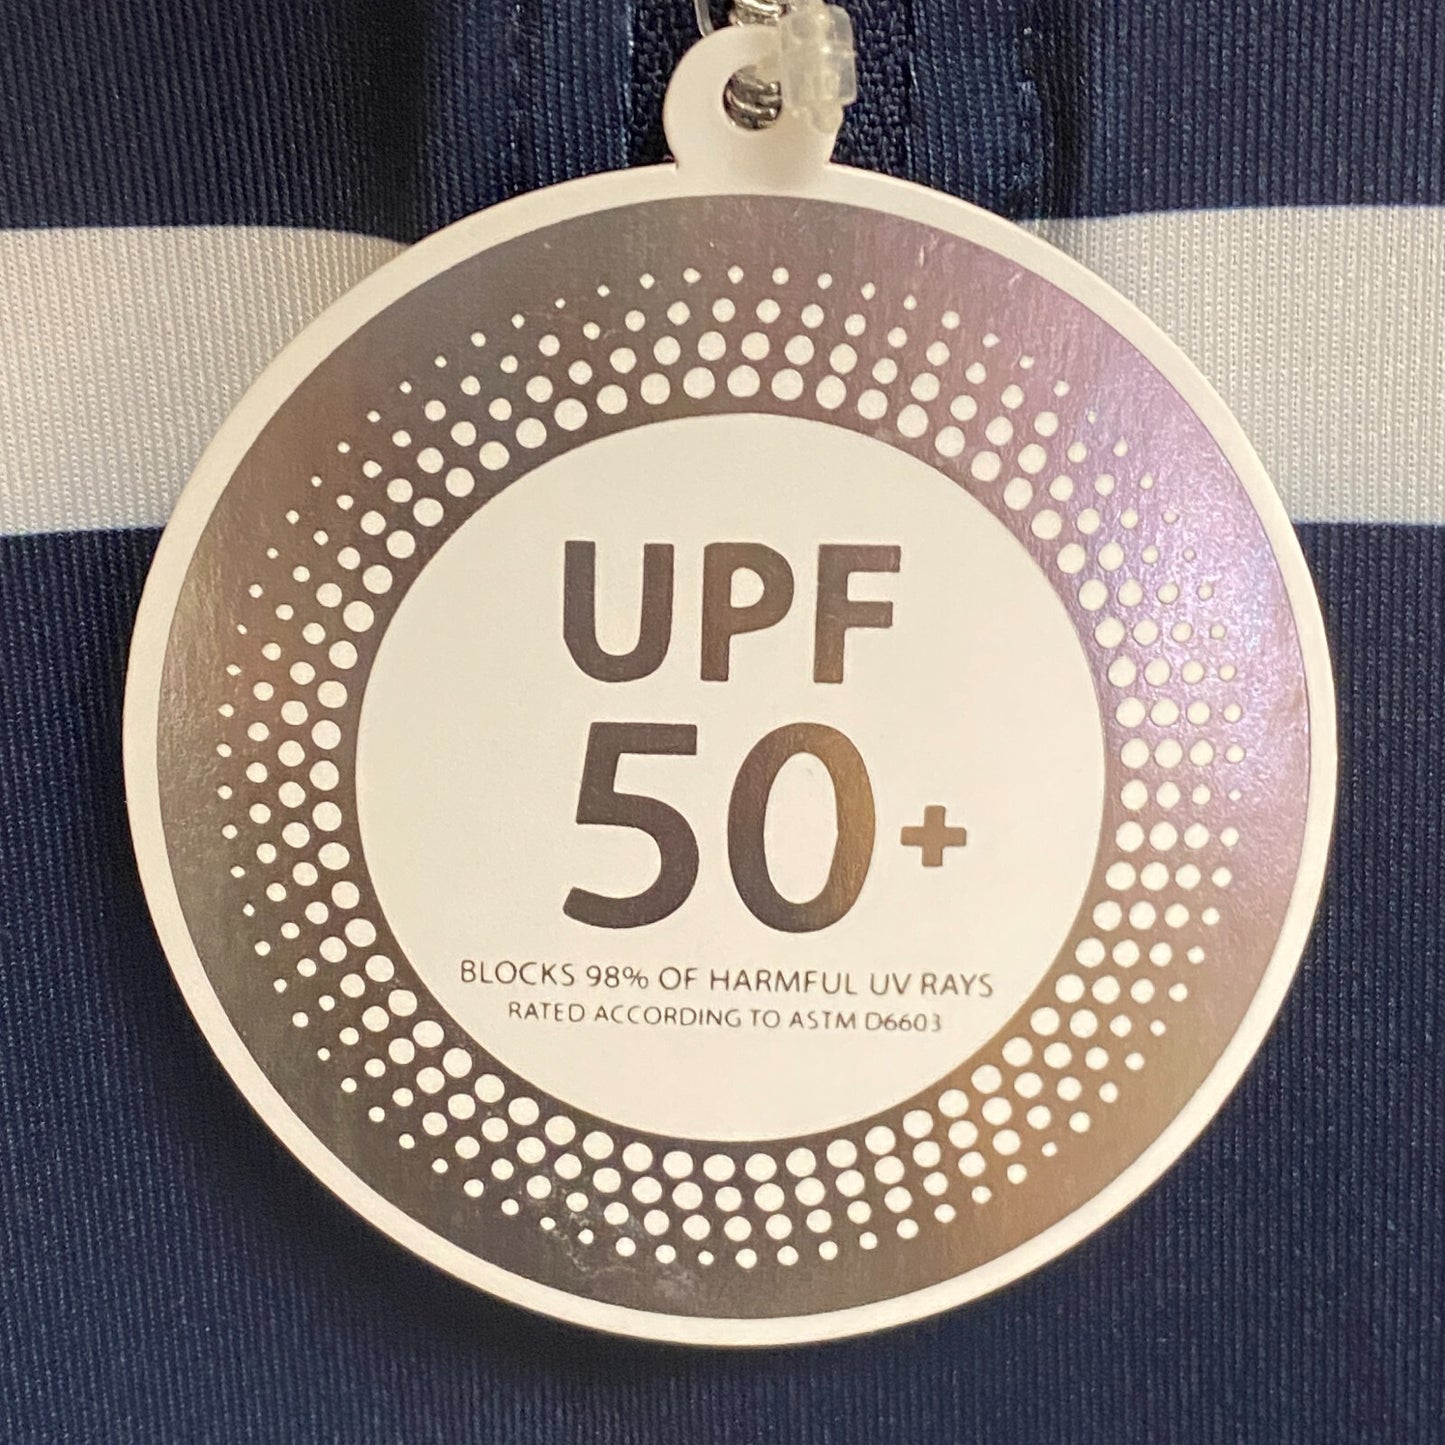 UPF
50+
BLOCKS 98% OF HARMFUL UV RAYS
RATED ACCORDING TO ASTM D6603